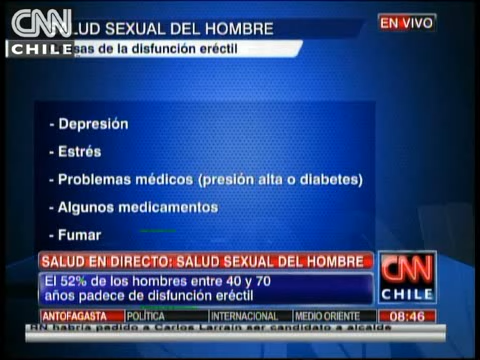 CNN
CHILE
LUD SEXUAL DEL HOMBRE
EN VIVO
sas de la disfunción eréctil
- Depresión
- Estrés
- Problemas médicos (presión alta o diabetes)
- Algunos medicamentos
- Fumar
SALUD EN DIRECTO: SALUD SEXUAL DEL HOMBRE
El 52% de los hombres entre 40 y 70
años padece de disfunción eréctil
CNN
CHILE
ANTOFAGASTA POLÍTICA INTERNACIONAL MEDIO ORIENTE 08:46
RN habría pedido a Carlos Larraín ser candidato a alcalde